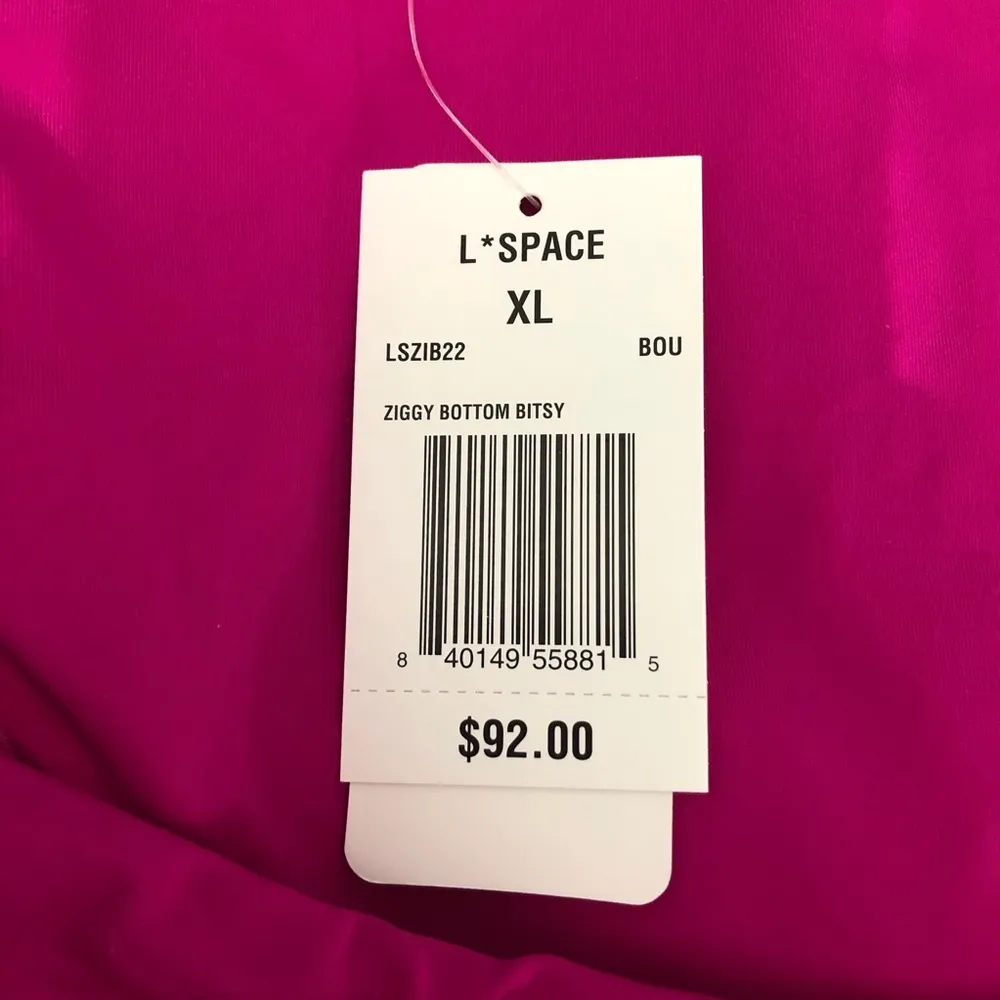 L*SPACE
XL
LSZIB22 BOU
ZIGGY BOTTOM BITSY
8 40149 55881 5
$92.00